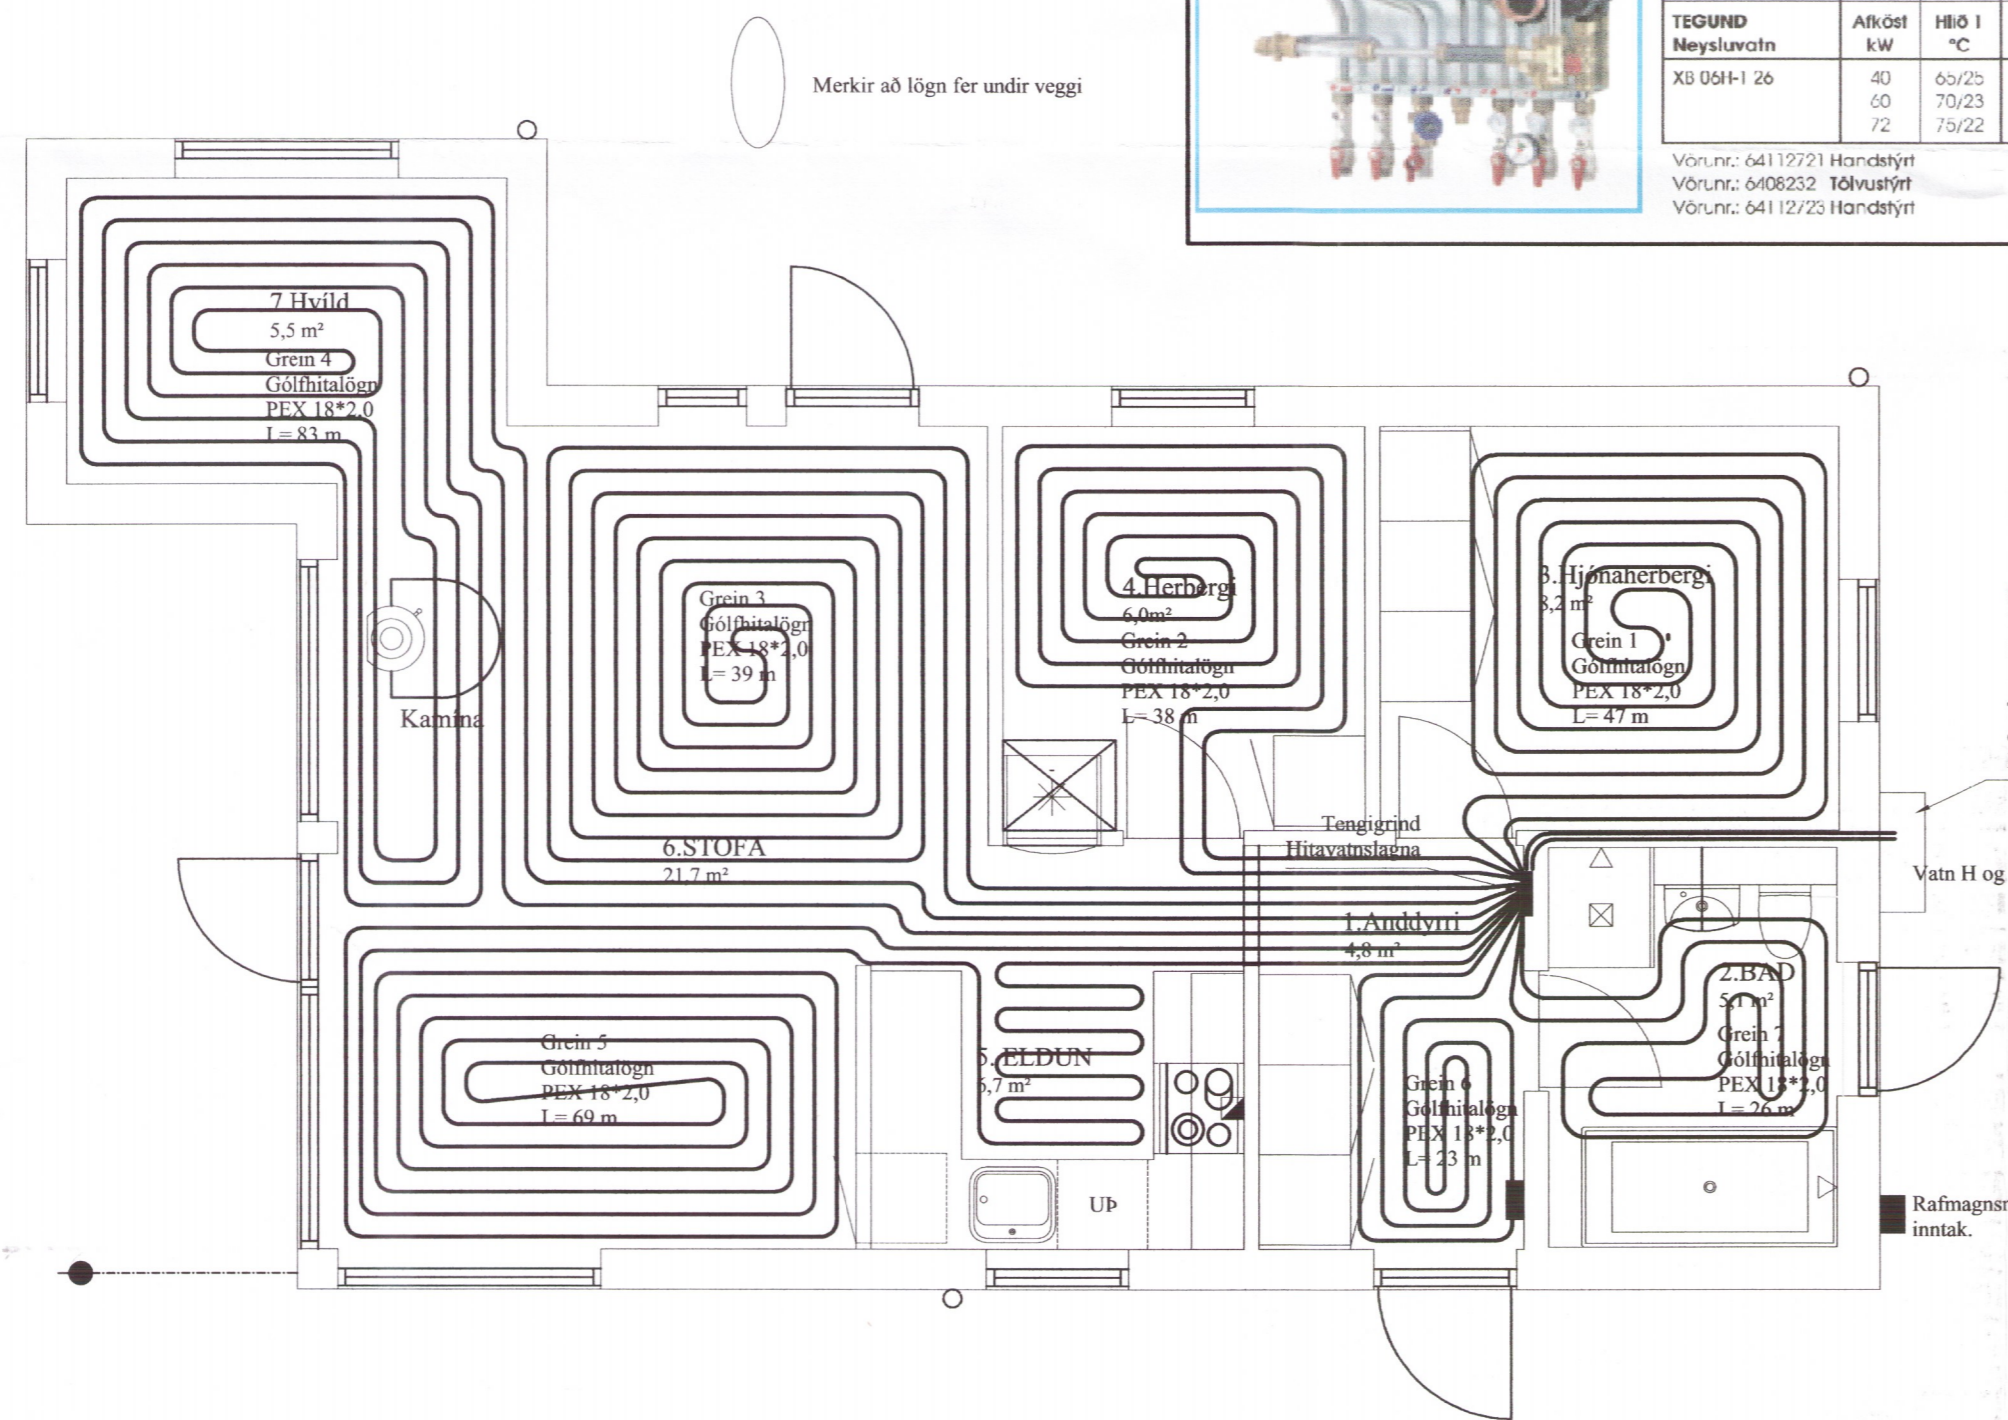 Merkir að lögn fer undir veggi
TEGUND Neysluvatn
Afköst kW
Hlið 1 °C
XB 06H-1 26
40 65/25
60 70/23
72 75/22
Vörunr.: 64112721 Handstýrt
Vörunr.: 6408232 Tölvustýrt
Vörunr.: 64112723 Handstýrt
7.Hvíld
5,5 m²
Grein 4
Gólfhitalögn
PEX 18*2,0
L= 83 m
Kamína
Grein 3
Gólfhitalögn
PEX 18*2,0
L= 39 m
6.STOFA
21,7 m²
4.Herbergi
6,0m²
Grein 2
Gólfhitalögn
PEX 18*2,0
L= 38 m
3.Hjónaherbergi
8,2 m²
Grein 1
Gólfhitalögn
PEX 18*2,0
L= 47 m
Tengigrind
Hitavatnslagna
Vatn H og
1.Anddyrri
4,8 m²
2.BAÐ
5,1 m²
Grein 7
Gólfhitalögn
PEX 18*2,0
L= 26 m
Grein 5
Gólfhitalögn
PEX 18*2,0
L= 69 m
5. ELDUN
6,7 m²
UÞ
Grein 6
Gólfhitalögn
PEX 18*2,0
L= 23 m
inntak.